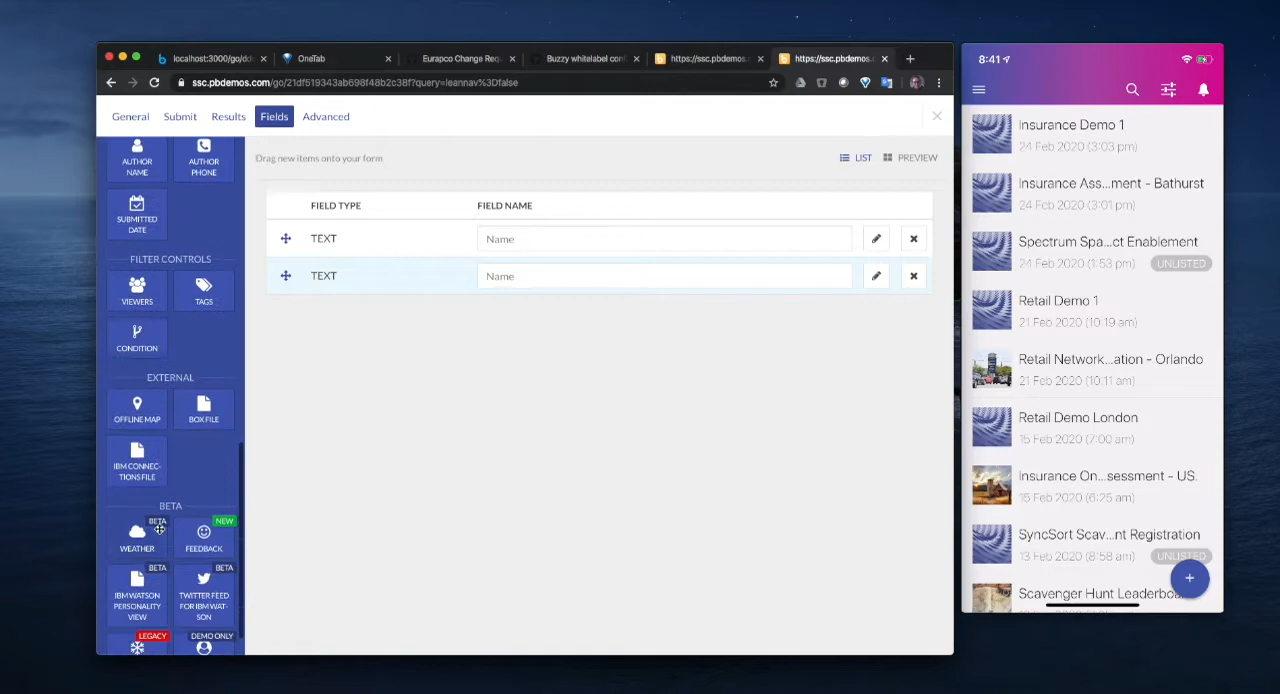 localhost:3000/go/dd
OneTab
Eurapco Change Req
Buzzy whitelabel conf
https://ssc.pbdemos.
https://ssc.pbdemos.
ssc.pbdemos.com/go/21df519343ab698f48b2c38f?query=leannav%3Dfalse
General
Submit
Results
Fields
Advanced
AUTHOR
NAME
AUTHOR
PHONE
SUBMITTED
DATE
FILTER CONTROLS
VIEWERS
TAGS
CONDITION
EXTERNAL
OFFLINE MAP
BOX FILE
IBM CONNEC-
TIONS FILE
BETA
BETA
WEATHER
NEW
FEEDBACK
BETA
IBM WATSON
PERSONALITY
VIEW
BETA
TWITTER FEED
FOR IBM WAT-
SON
LEGACY
DEMO ONLY
Drag new items onto your form
LIST
PREVIEW
FIELD TYPE
FIELD NAME
TEXT
Name
TEXT
Name
8:41
Insurance Demo 1
24 Feb 2020 (3:03 pm)
Insurance Ass...ment - Bathurst
24 Feb 2020 (3:01 pm)
Spectrum Spa...ct Enablement
24 Feb 2020 (1:53 pm)
UNLISTED
Retail Demo 1
21 Feb 2020 (10:19 am)
Retail Network...ation - Orlando
21 Feb 2020 (10:11 am)
Retail Demo London
15 Feb 2020 (7:00 am)
Insurance On...sessment - US.
15 Feb 2020 (6:25 am)
SyncSort Scav...nt Registration
13 Feb 2020 (8:58 am)
UNLISTED
Scavenger Hunt Leaderboa